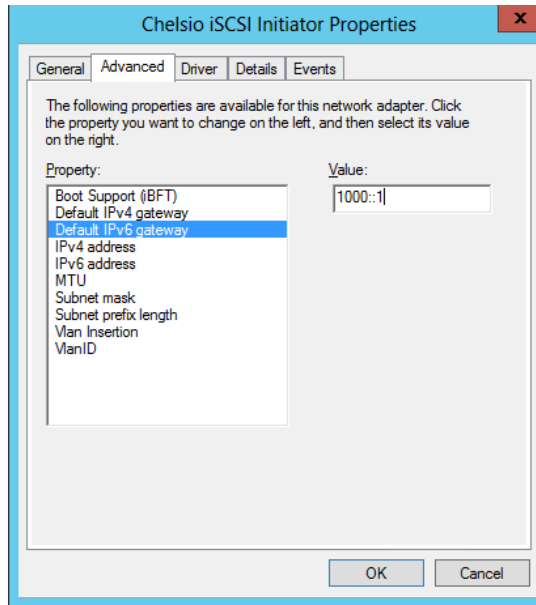 Chelsio iSCSI Initiator Properties
x
General Advanced Driver Details Events
The following properties are available for this network adapter. Click
the property you want to change on the left, and then select its value
on the right.
Property: Value:
Boot Support (iBFT) 1000::1
Default IPv4 gateway
Default IPv6 gateway
IPv4 address
IPv6 address
MTU
Subnet mask
Subnet prefix length
Vlan Insertion
VlanID
OK Cancel